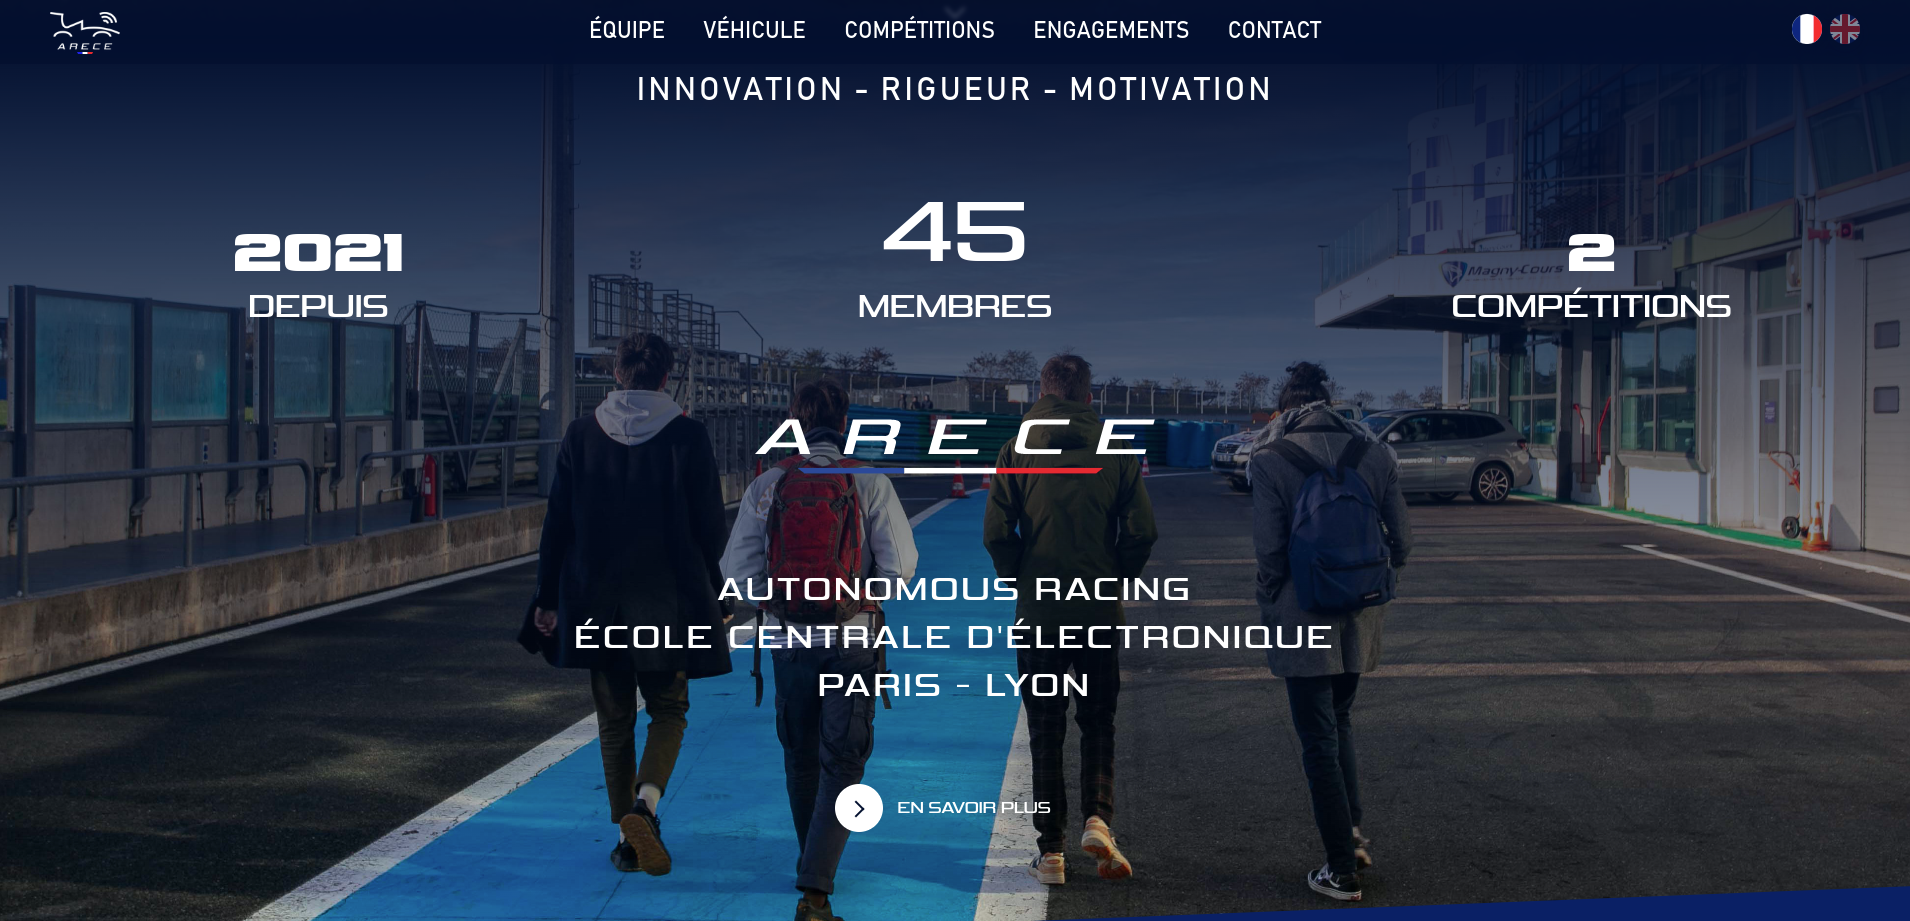 ARECE
ÉQUIPE VÉHICULE COMPÉTITIONS ENGAGEMENTS CONTACT
INNOVATION - RIGUEUR - MOTIVATION
2021
DEPUIS
45
MEMBRES
2
COMPÉTITIONS
Magny-Cours
ARECE
AUTONOMOUS RACING
ÉCOLE CENTRALE D'ÉLECTRONIQUE
PARIS - LYON
EN SAVOIR PLUS